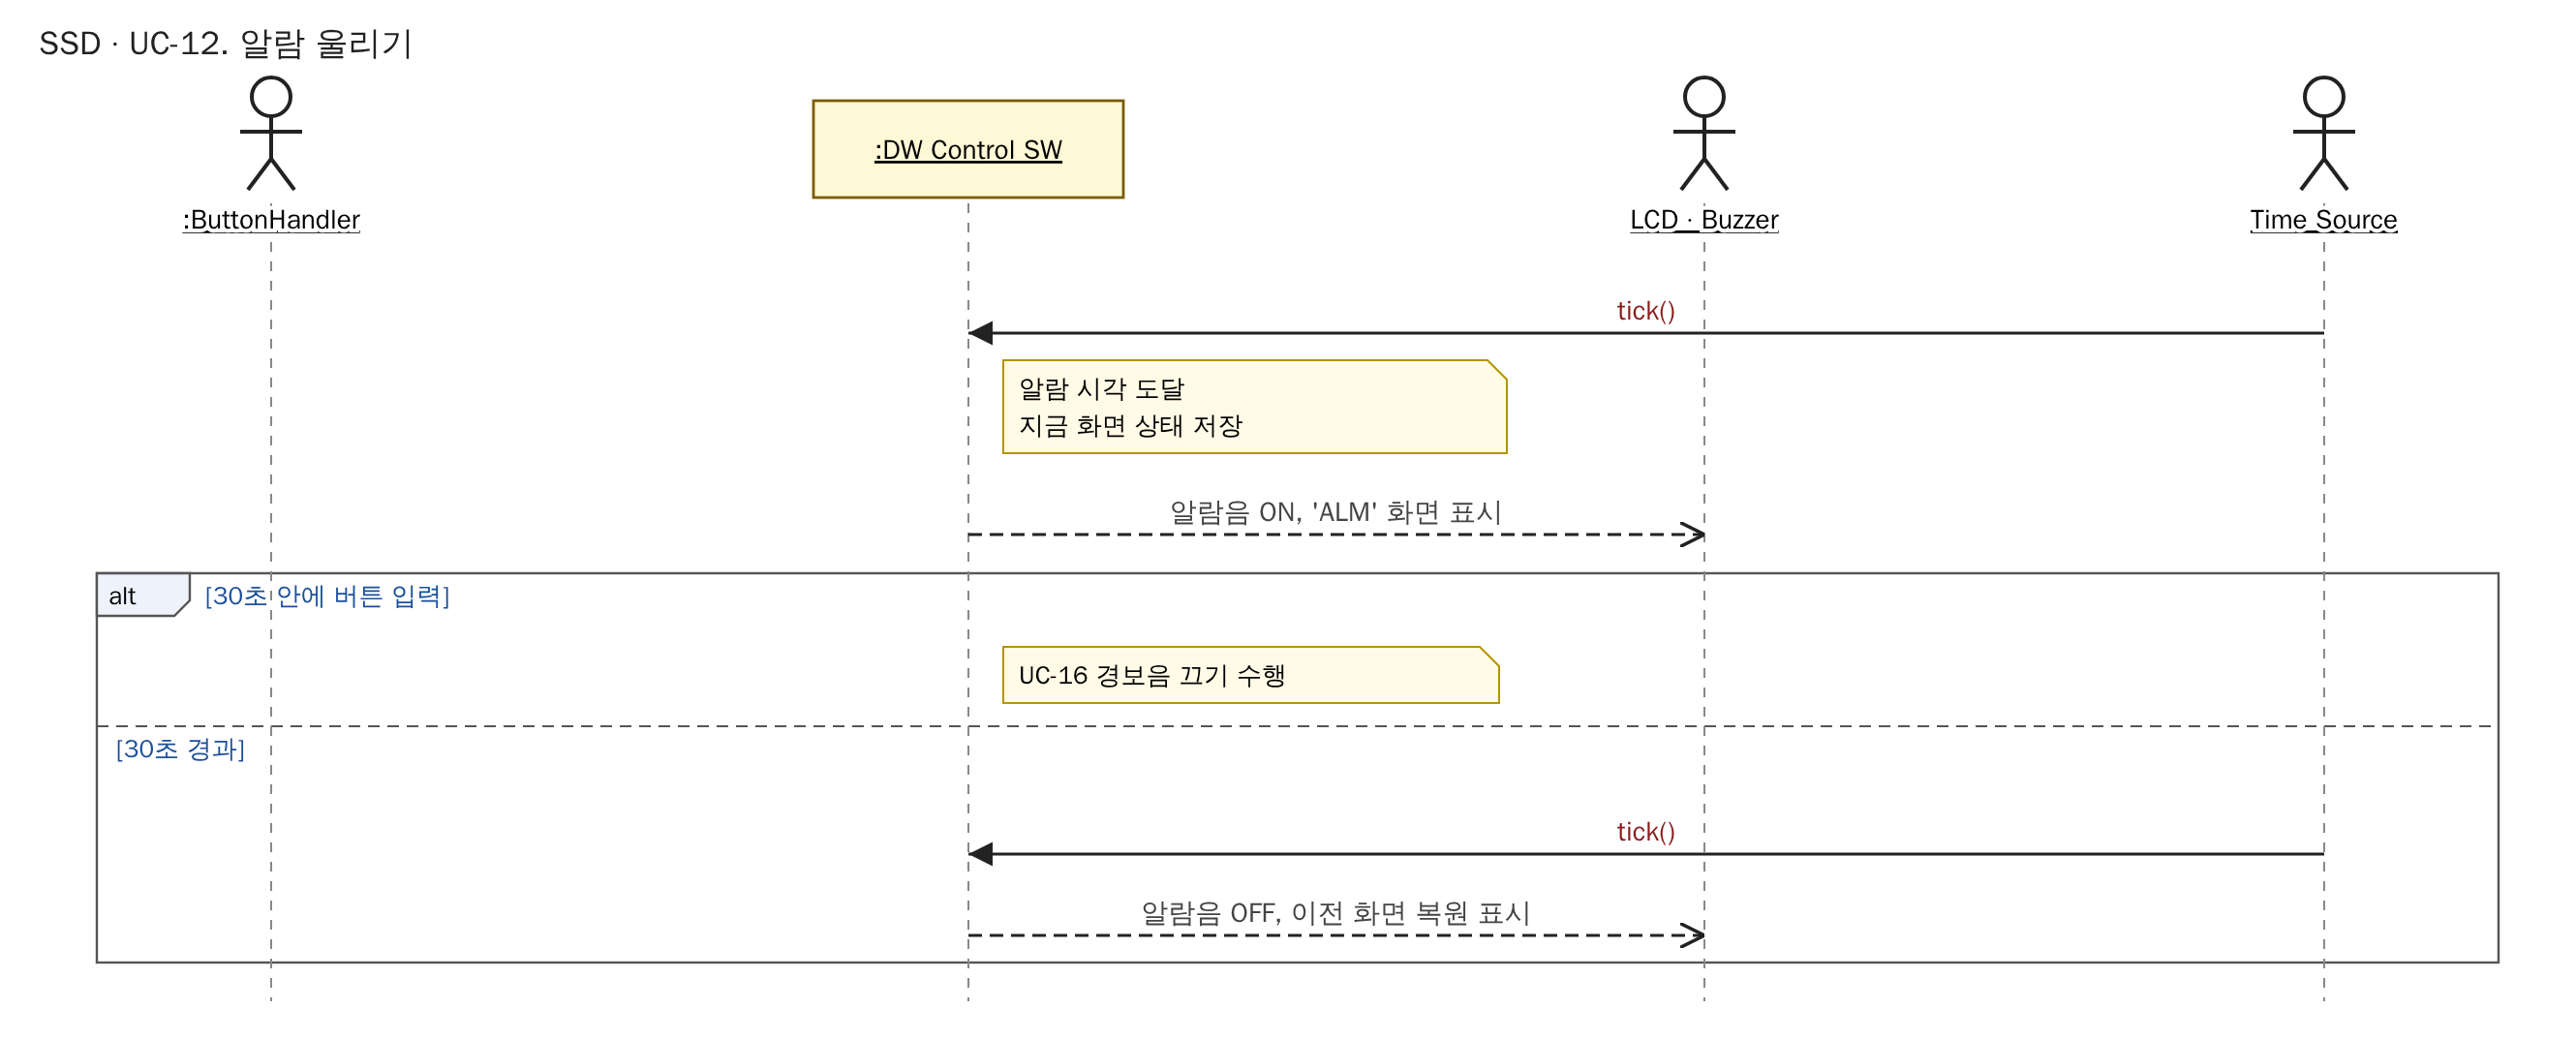 SSD · UC-12. 알람 울리기
:ButtonHandler
:DW Control SW
LCD · Buzzer
Time Source
tick()
알람 시각 도달
지금 화면 상태 저장
알람음 ON, 'ALM' 화면 표시
alt [30초 안에 버튼 입력]
UC-16 경보음 끄기 수행
[30초 경과]
tick()
알람음 OFF, 이전 화면 복원 표시